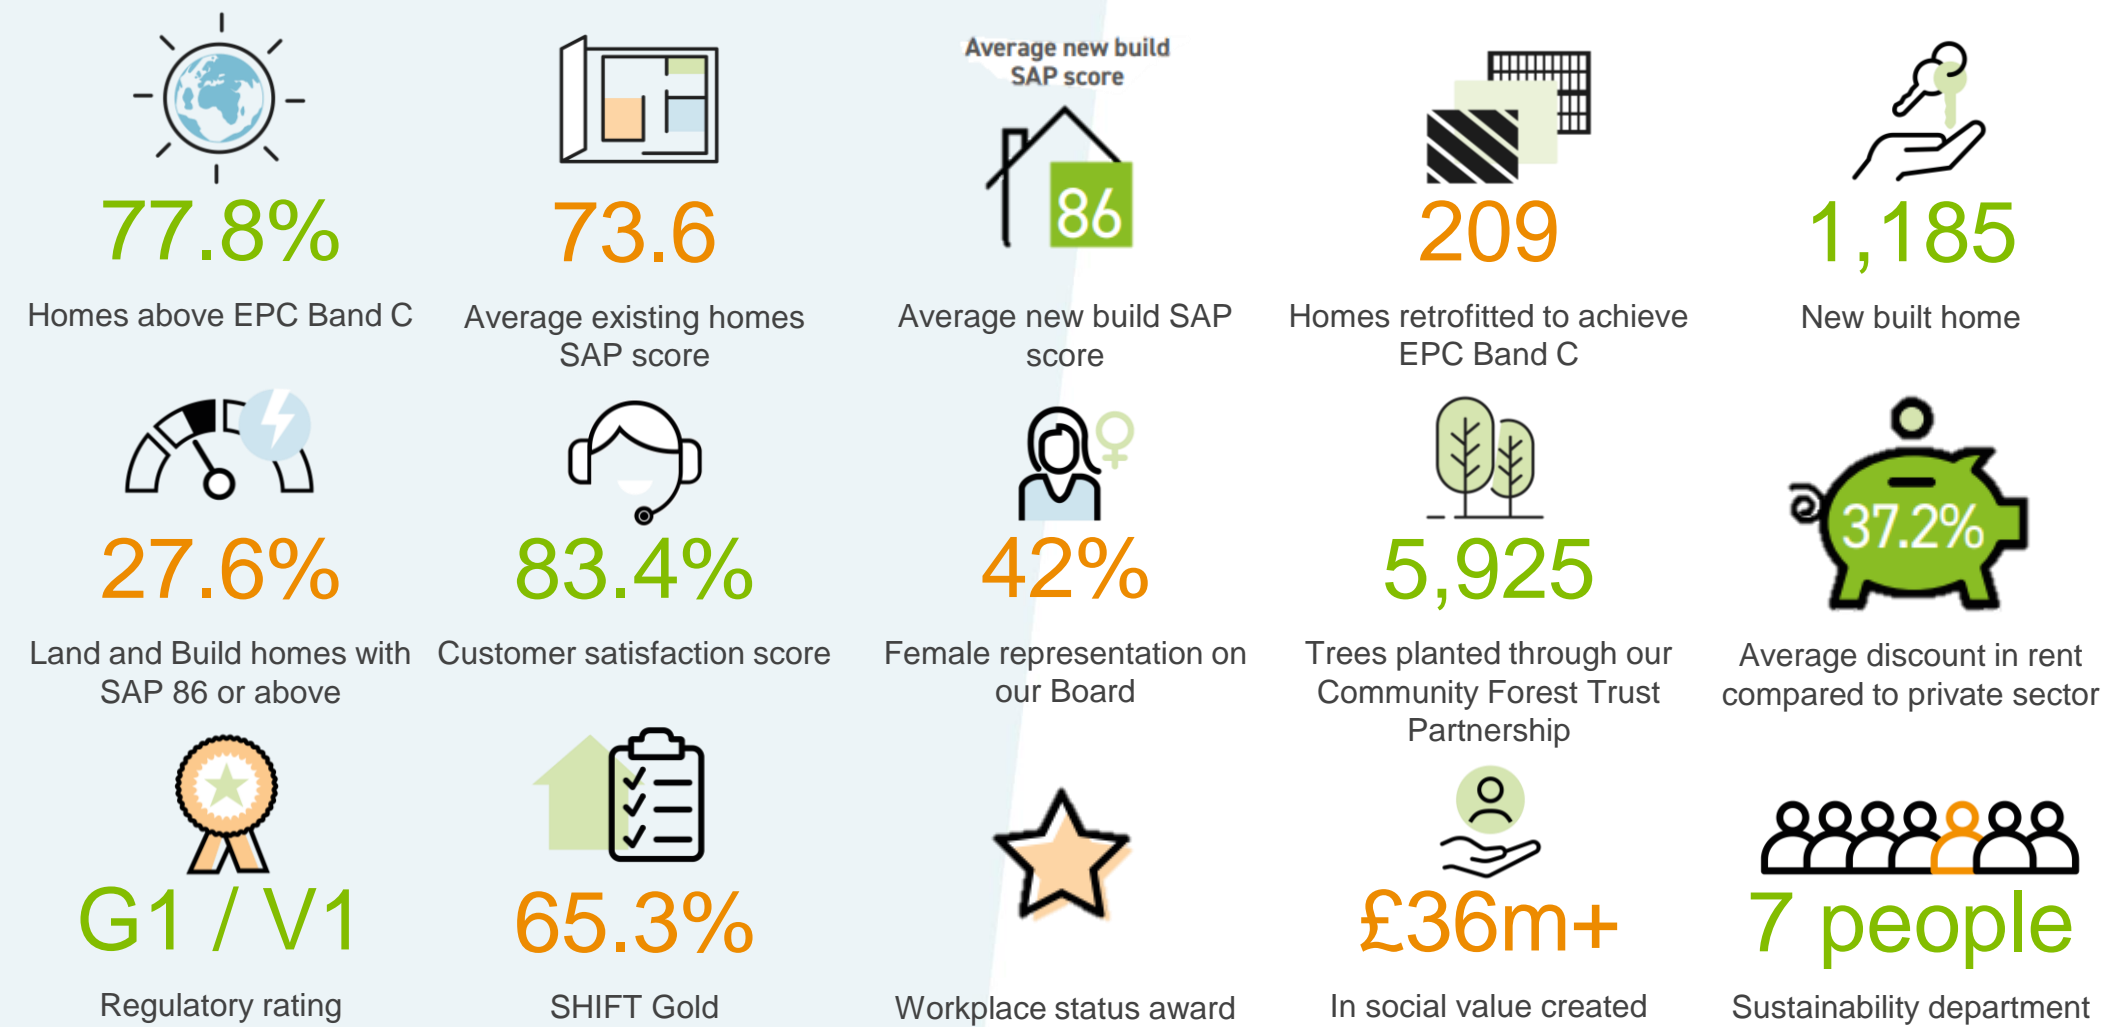 Average new build
SAP score
86
77.8%
73.6
209
1,185
Homes above EPC Band C
Average existing homes
SAP score
Average new build SAP
score
Homes retrofitted to achieve
EPC Band C
New built home
27.6%
83.4%
42%
5,925
37.2%
Land and Build homes with
SAP 86 or above
Customer satisfaction score
Female representation on
our Board
Trees planted through our
Community Forest Trust
Partnership
Average discount in rent
compared to private sector
G1 / V1
65.3%
£36m+
7 people
Regulatory rating
SHIFT Gold
Workplace status award
In social value created
Sustainability department